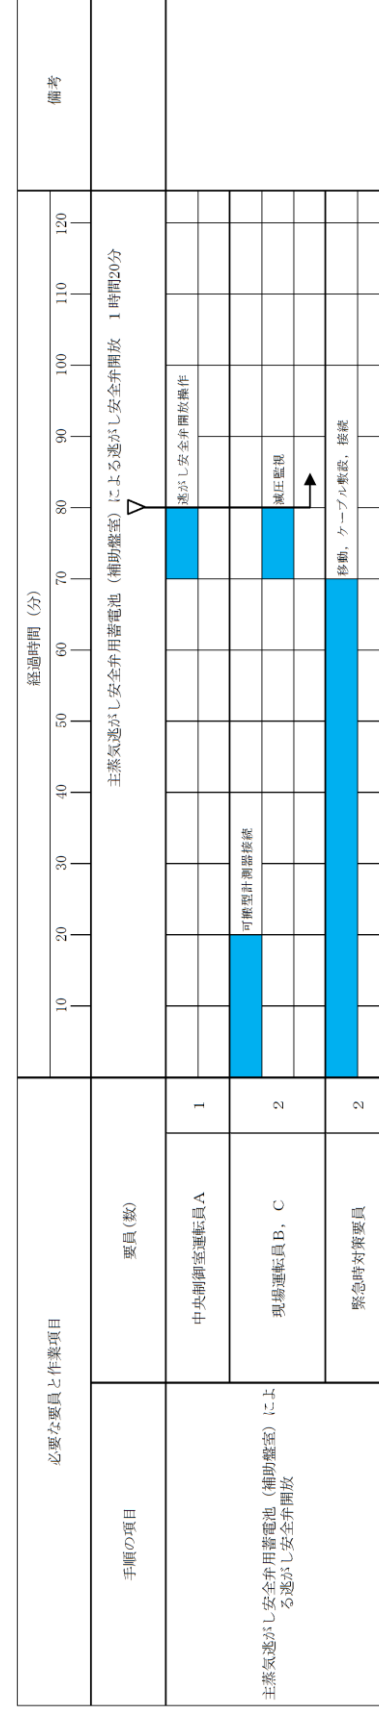 必要な要員と作業項目
経過時間（分）
備考
10 20 30 40 50 60 70 80 90 100 110 120
手順の項目
要員(数)
主蒸気逃がし安全弁用蓄電池（補助盤室）による逃がし安全弁開放　1時間20分
主蒸気逃がし安全弁用蓄電池（補助盤室）によ
る逃がし安全弁開放
中央制御室運転員A
1
逃がし安全弁開放操作
現場運転員B，C
2
可搬型計測器接続
減圧監視
緊急時対策要員
2
移動，ケーブル敷設，接続